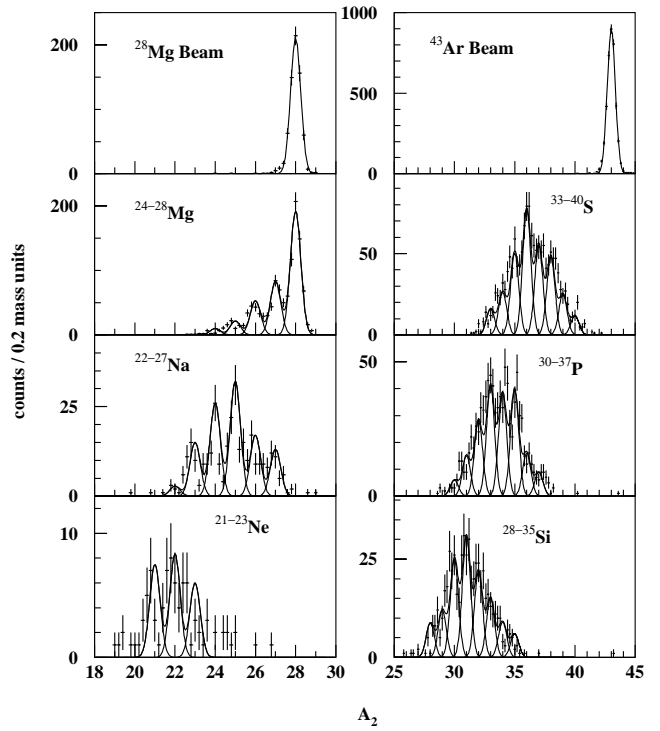 ²⁸Mg Beam
200
0
⁴³Ar Beam
1000
500
0
²⁴⁻²⁸Mg
200
0
³³⁻⁴⁰S
50
0
²²⁻²⁷Na
25
0
³⁰⁻³⁷P
50
0
²¹⁻²³Ne
10
0
²⁸⁻³⁵Si
25
0
18 20 22 24 26 28 30
25 30 35 40 45
counts / 0.2 mass units
A₂